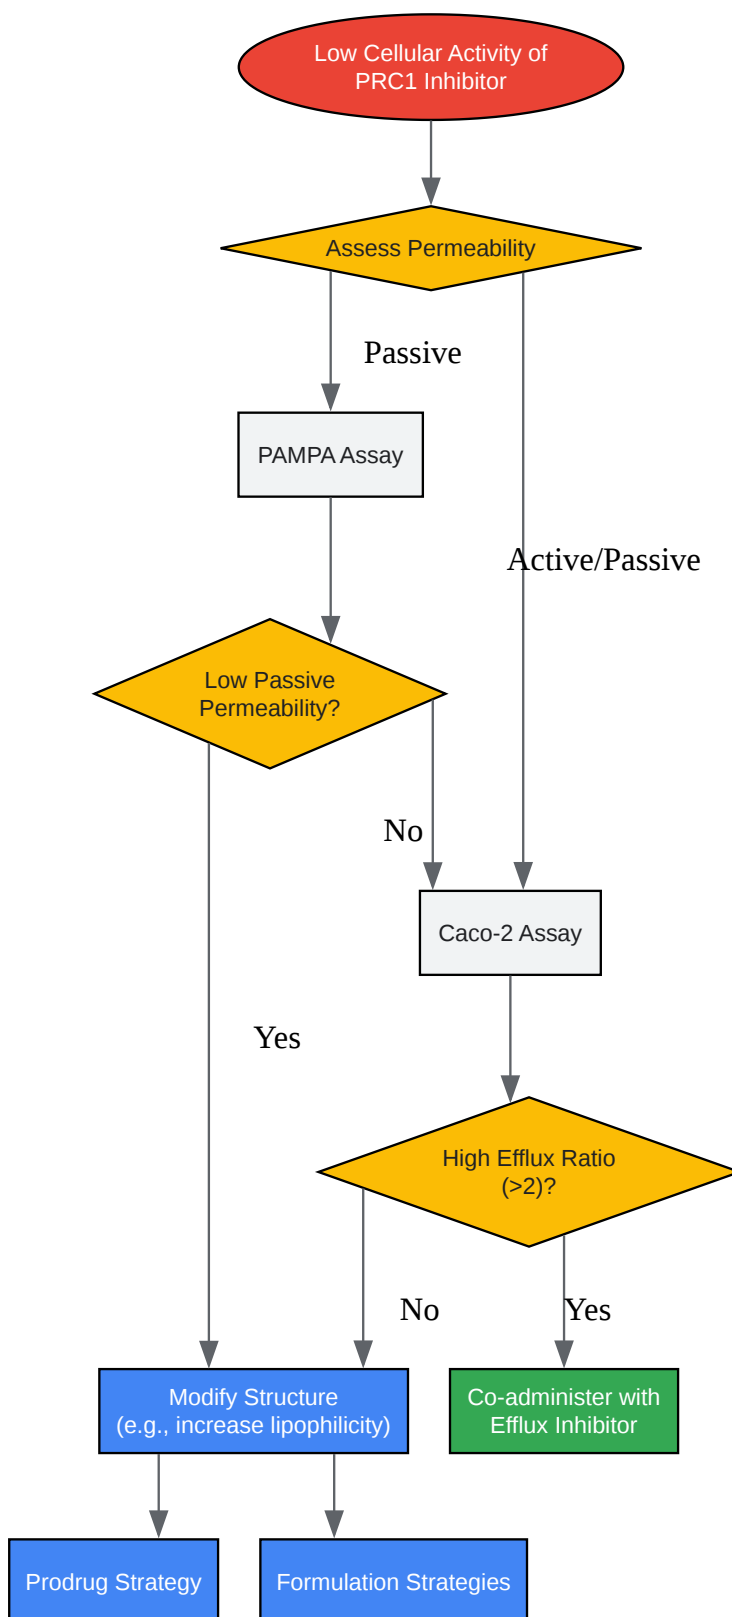 Low Cellular Activity of
PRC1 Inhibitor
Assess Permeability
Passive
PAMPA Assay
Active/Passive
Low Passive
Permeability?
No
Caco-2 Assay
Yes
High Efflux Ratio
(>2)?
No
Yes
Modify Structure
(e.g., increase lipophilicity)
Co-administer with
Efflux Inhibitor
Prodrug Strategy
Formulation Strategies